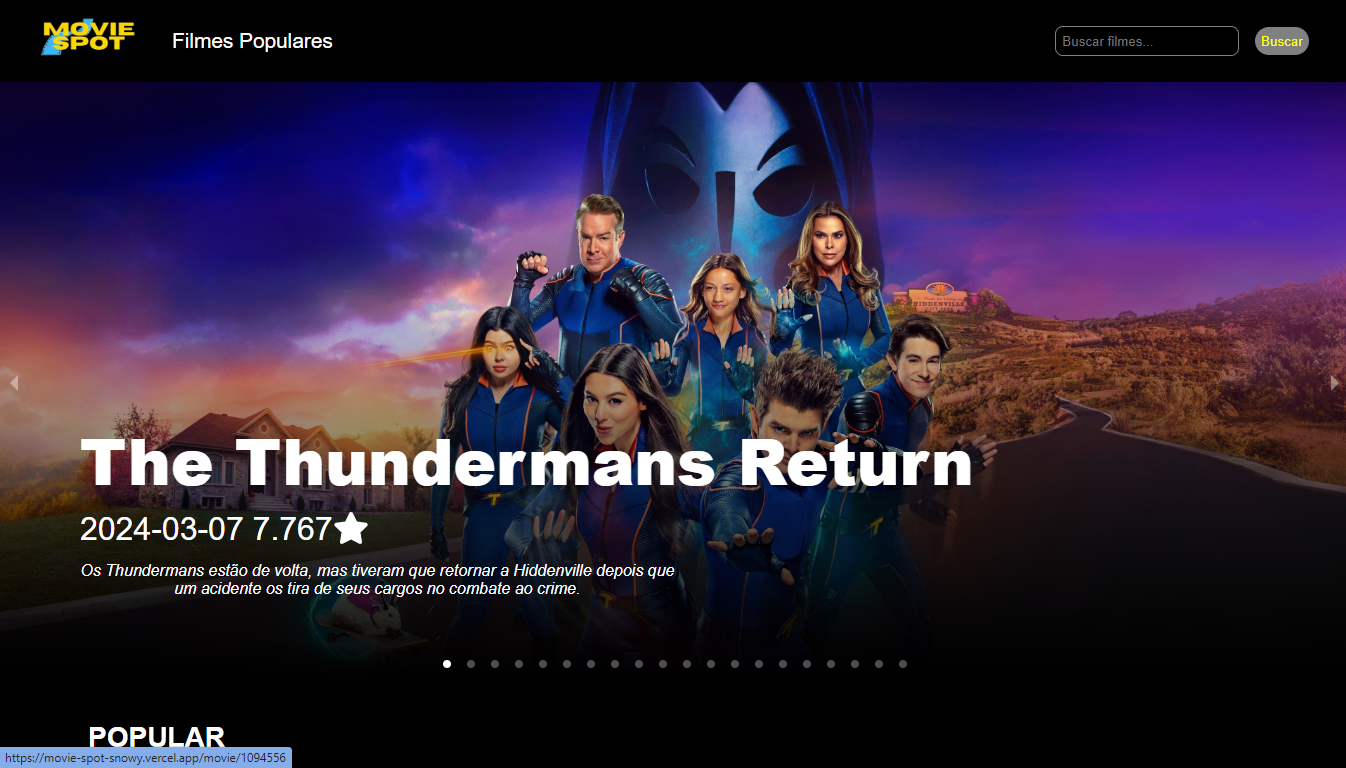 MOVIE
SPOT
Filmes Populares
Buscar filmes...
Buscar
HIDDENVILLE
The Thundermans Return
2024-03-07 7.767
Os Thundermans estão de volta, mas tiveram que retornar a Hiddenville depois que
um acidente os tira de seus cargos no combate ao crime.
POPULAR
https://movie-spot-snowy.vercel.app/movie/1094556